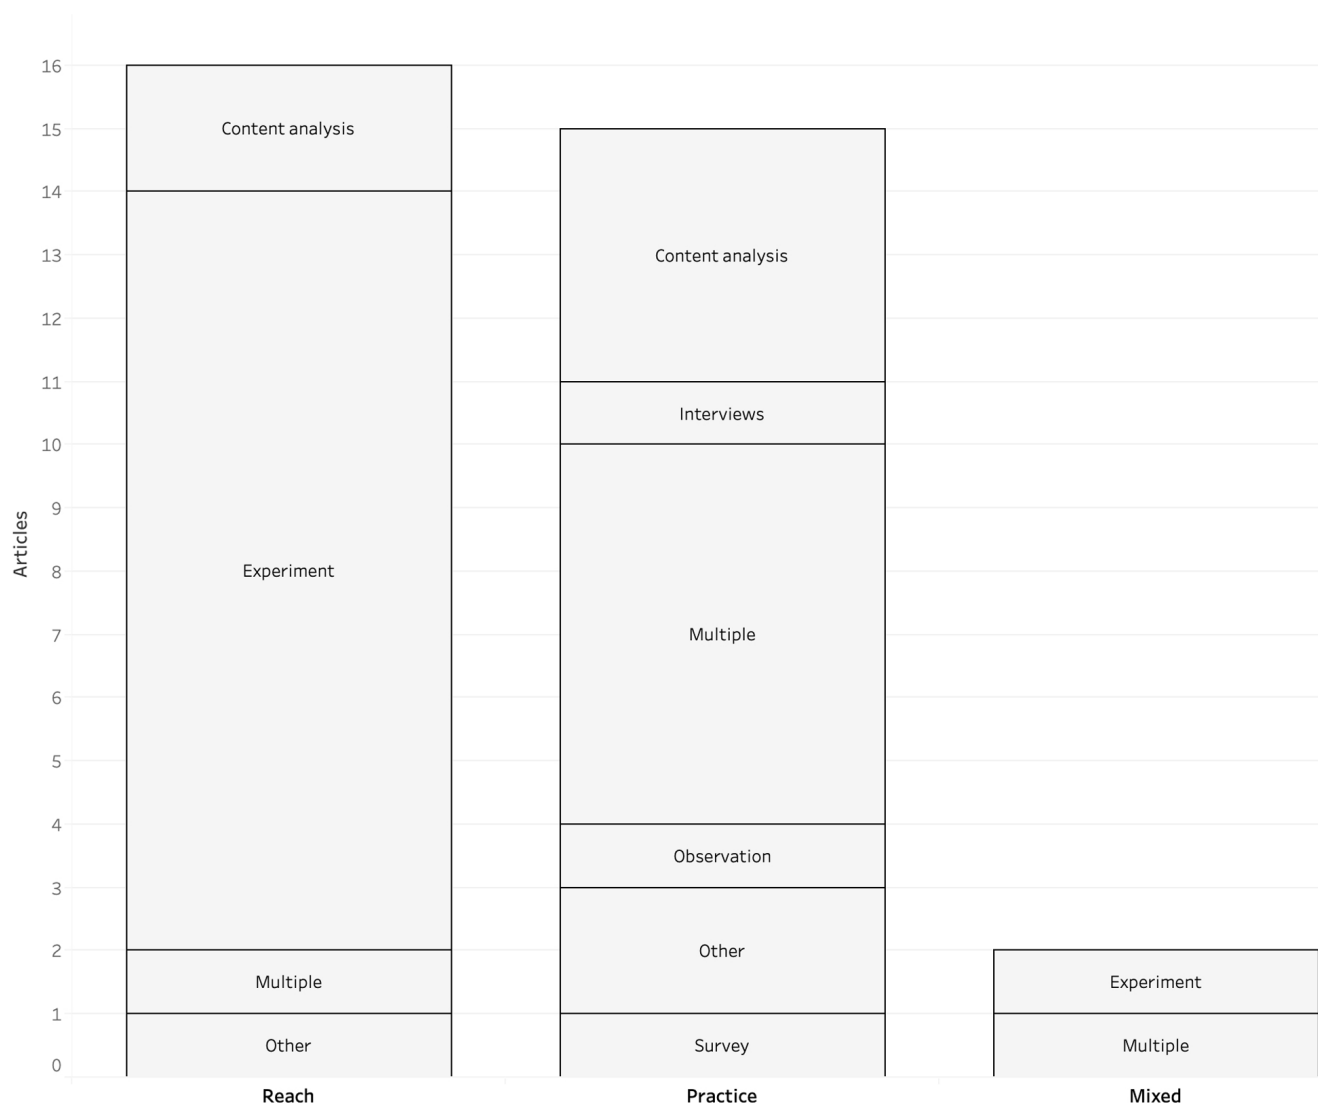 16
15
14
13
12
11
10
9
8
7
6
5
4
3
2
1
0
Articles
Content analysis
Experiment
Multiple
Other
Content analysis
Interviews
Multiple
Observation
Other
Survey
Experiment
Multiple
Reach
Practice
Mixed